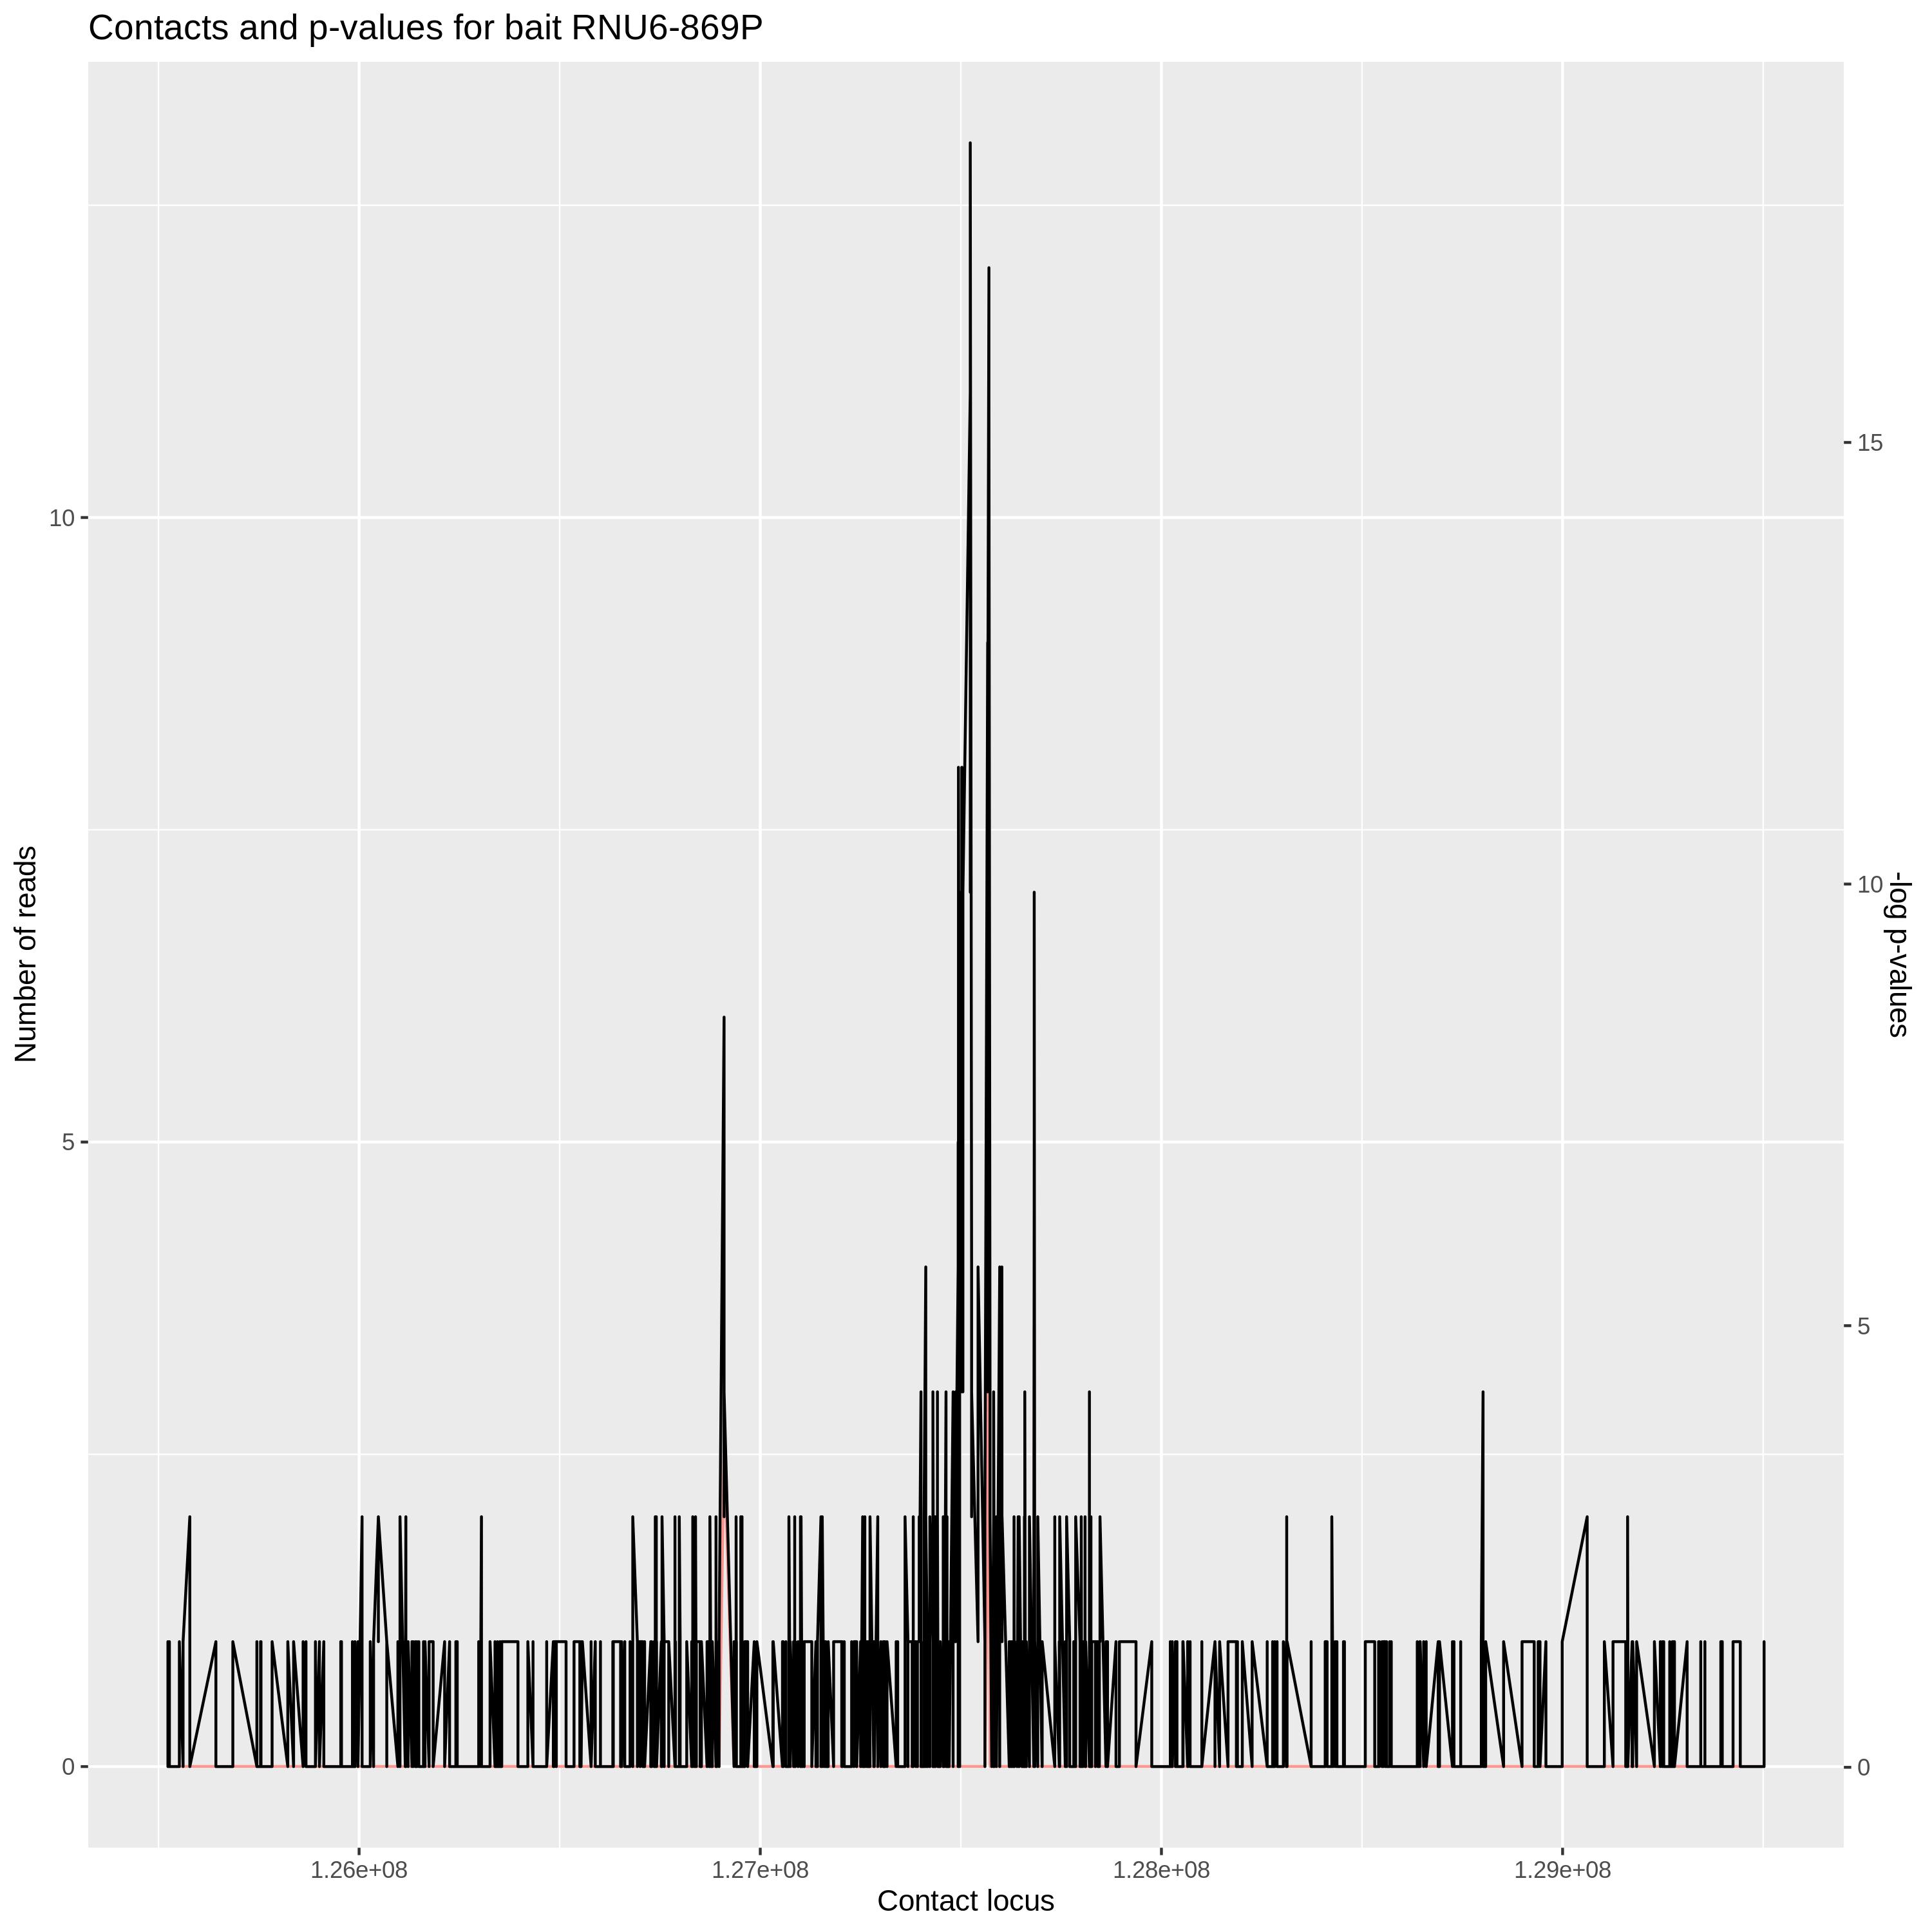 Contacts and p-values for bait RNU6-869P
10
5
0
Number of reads
15
10
5
0
-log p-values
1.26e+08
1.27e+08
1.28e+08
1.29e+08
Contact locus